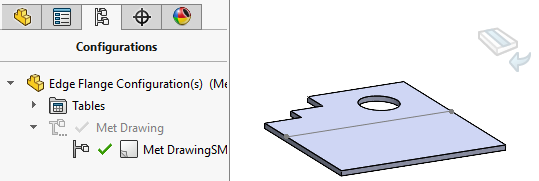 Configurations
Edge Flange Configuration(s) (Me
Tables
Met Drawing
Met DrawingSM